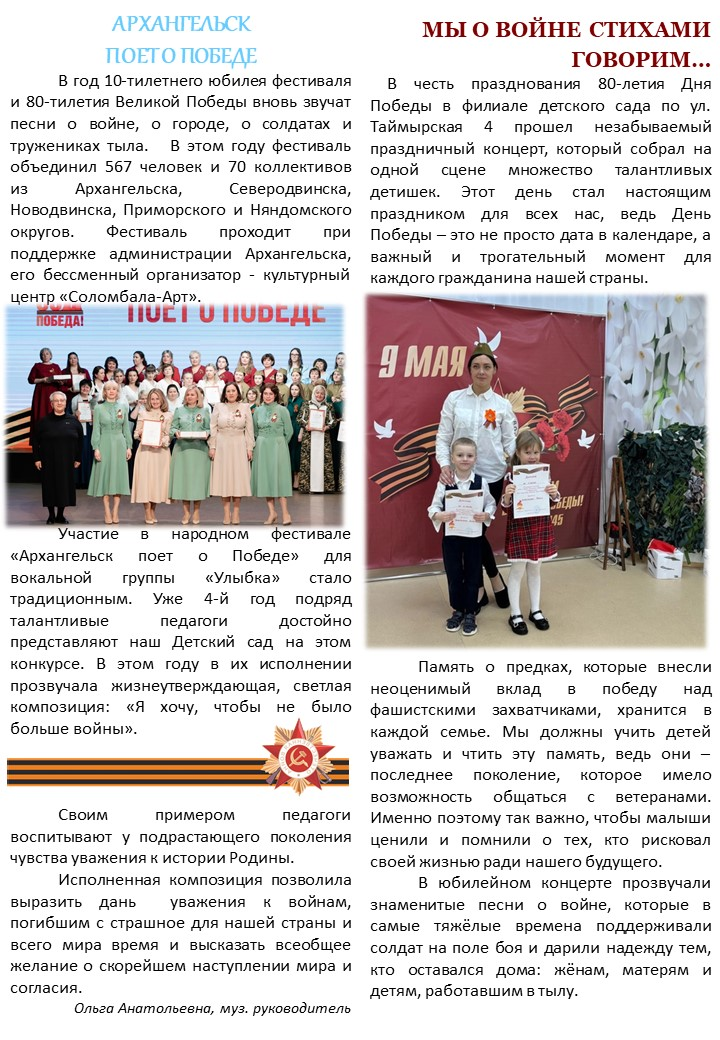 АРХАНГЕЛЬСК
ПОЕТ О ПОБЕДЕ
В год 10-тилетнего юбилея фестиваля
и 80-тилетия Великой Победы вновь звучат
песни о войне, о городе, о солдатах и
тружениках тыла. В этом году фестиваль
объединил 567 человек и 70 коллективов
из Архангельска, Северодвинска,
Новодвинска, Приморского и Няндомского
округов. Фестиваль проходит при
поддержке администрации Архангельска,
его бессменный организатор - культурный
центр «Соломбала-Арт».
ПОБЕДА!
ПОЕТ О ПОБЕДЕ
Участие в народном фестивале
«Архангельск поет о Победе» для
вокальной группы «Улыбка» стало
традиционным. Уже 4-й год подряд
талантливые педагоги достойно
представляют наш Детский сад на этом
конкурсе. В этом году в их исполнении
прозвучала жизнеутверждающая, светлая
композиция: «Я хочу, чтобы не было
больше войны».
Своим примером педагоги
воспитывают у подрастающего поколения
чувства уважения к истории Родины.
Исполненная композиция позволила
выразить дань уважения к войнам,
погибшим с страшное для нашей страны и
всего мира время и высказать всеобщее
желание о скорейшем наступлении мира и
согласия.
Ольга Анатольевна, муз. руководитель
МЫ О ВОЙНЕ СТИХАМИ
ГОВОРИМ...
В честь празднования 80-летия Дня
Победы в филиале детского сада по ул.
Таймырская 4 прошел незабываемый
праздничный концерт, который собрал на
одной сцене множество талантливых
детишек. Этот день стал настоящим
праздником для всех нас, ведь День
Победы – это не просто дата в календаре, а
важный и трогательный момент для
каждого гражданина нашей страны.
9 МАЯ
ПОБЕДЫ!
Память о предках, которые внесли
неоценимый вклад в победу над
фашистскими захватчиками, хранится в
каждой семье. Мы должны учить детей
уважать и чтить эту память, ведь они –
последнее поколение, которое имело
возможность общаться с ветеранами.
Именно поэтому так важно, чтобы малыши
ценили и помнили о тех, кто рисковал
своей жизнью ради нашего будущего.
В юбилейном концерте прозвучали
знаменитые песни о войне, которые в
самые тяжёлые времена поддерживали
солдат на поле боя и дарили надежду тем,
кто оставался дома: жёнам, матерям и
детям, работавшим в тылу.